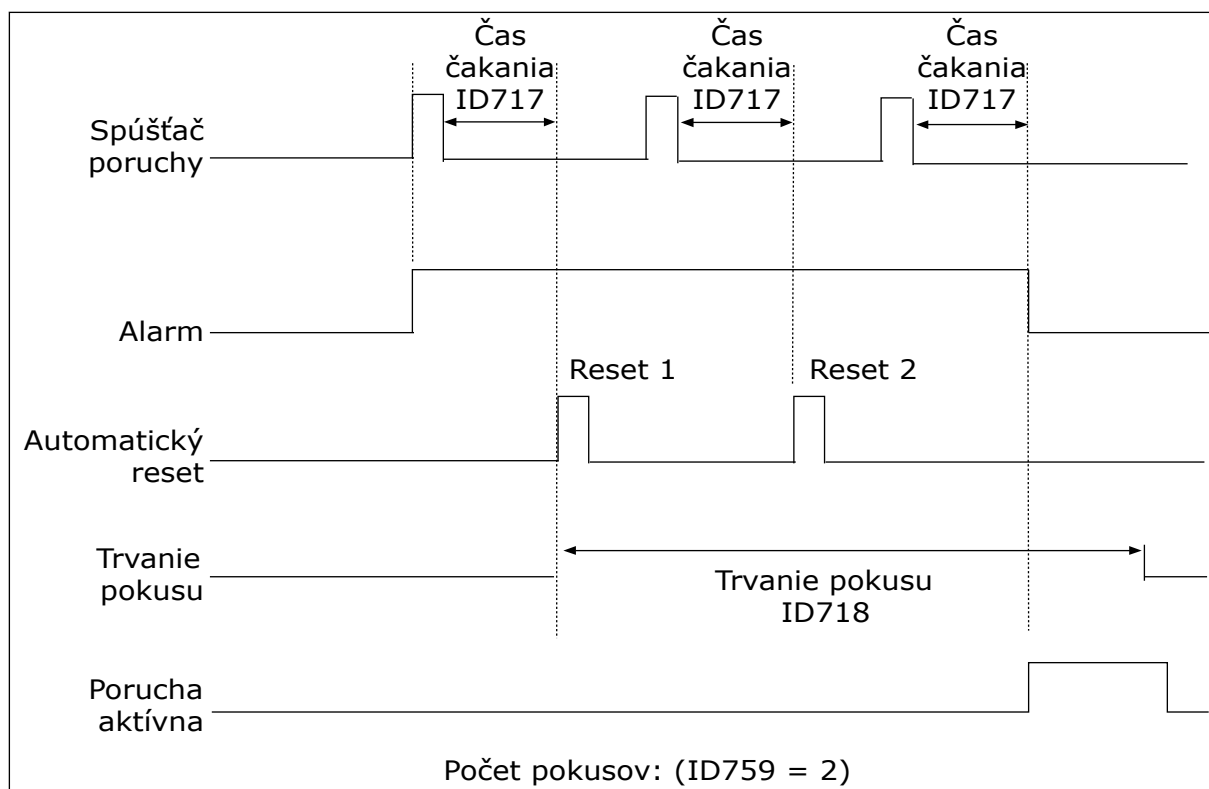 Čas
čakania
ID717
Čas
čakania
ID717
Čas
čakania
ID717
Spúšťač
poruchy
Alarm
Reset 1
Reset 2
Automatický
reset
Trvanie
pokusu
Trvanie pokusu
ID718
Porucha
aktívna
Počet pokusov: (ID759 = 2)